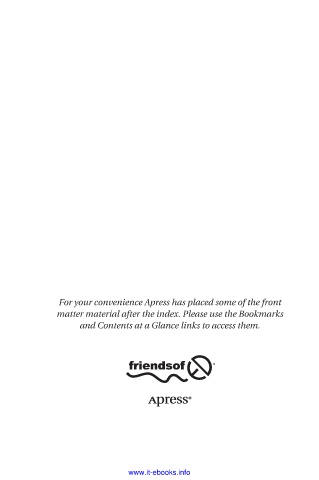 For your convenience Apress has placed some of the front
matter material after the index. Please use the Bookmarks
and Contents at a Glance links to access them.
friendsof
Apress®
www.it-ebooks.info